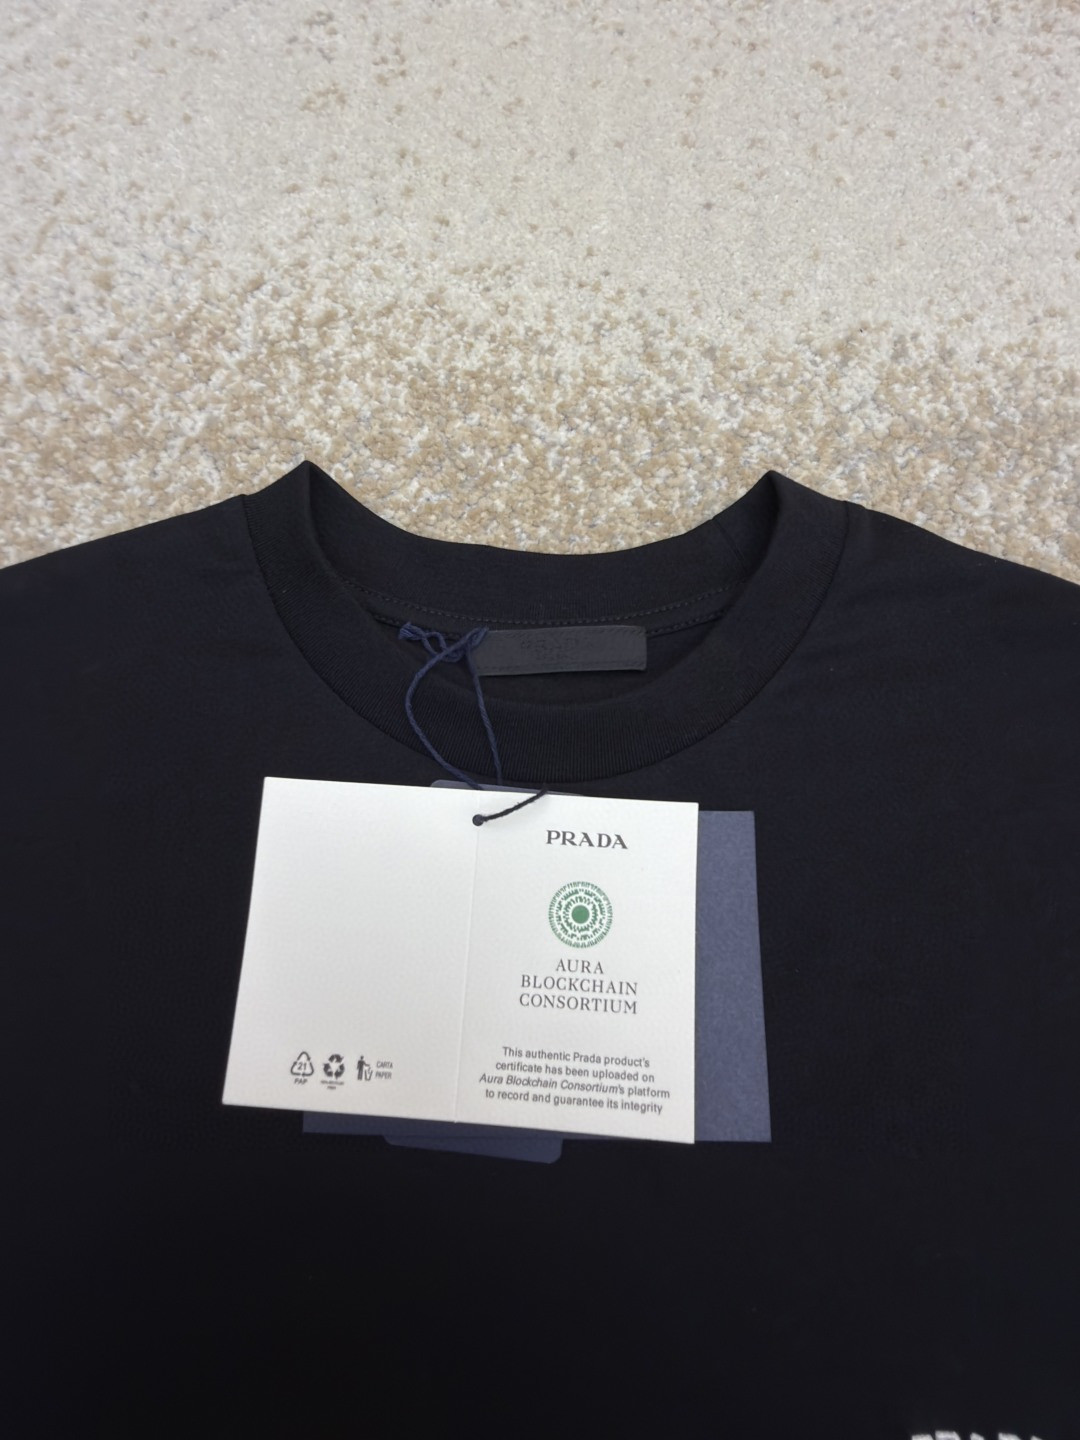 PRADA
AURA
BLOCKCHAIN
CONSORTIUM
This authentic Prada product's
certificate has been uploaded on
Aura Blockchain Consortium's platform
to record and guarantee its integrity
21
PAP
CARTA
PAPER